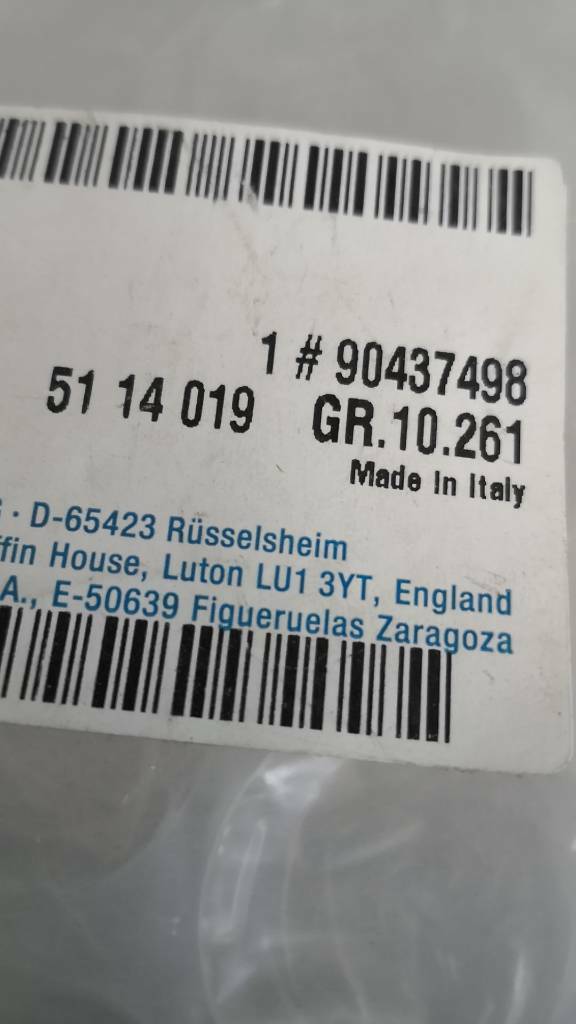 1 # 90437498
51 14 019 GR.10.261
Made In Italy
· D-65423 Rüsselsheim
ffin House, Luton LU1 3YT, England
A., E-50639 Figueruelas Zaragoza